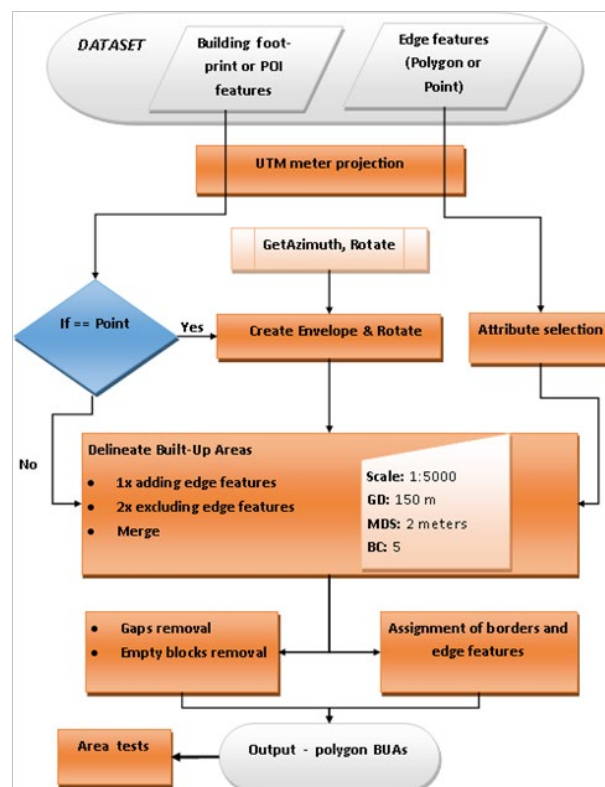 DATASET
Building foot-
print or POI
features
Edge features
(Polygon or
Point)
UTM meter projection
GetAzimuth, Rotate
If == Point
Yes
Create Envelope & Rotate
Attribute selection
No
Delineate Built-Up Areas
• 1x adding edge features
• 2x excluding edge features
• Merge
Scale: 1:5000
GD: 150 m
MDS: 2 meters
BC: 5
• Gaps removal
• Empty blocks removal
Assignment of borders and
edge features
Area tests
Output - polygon BUAs